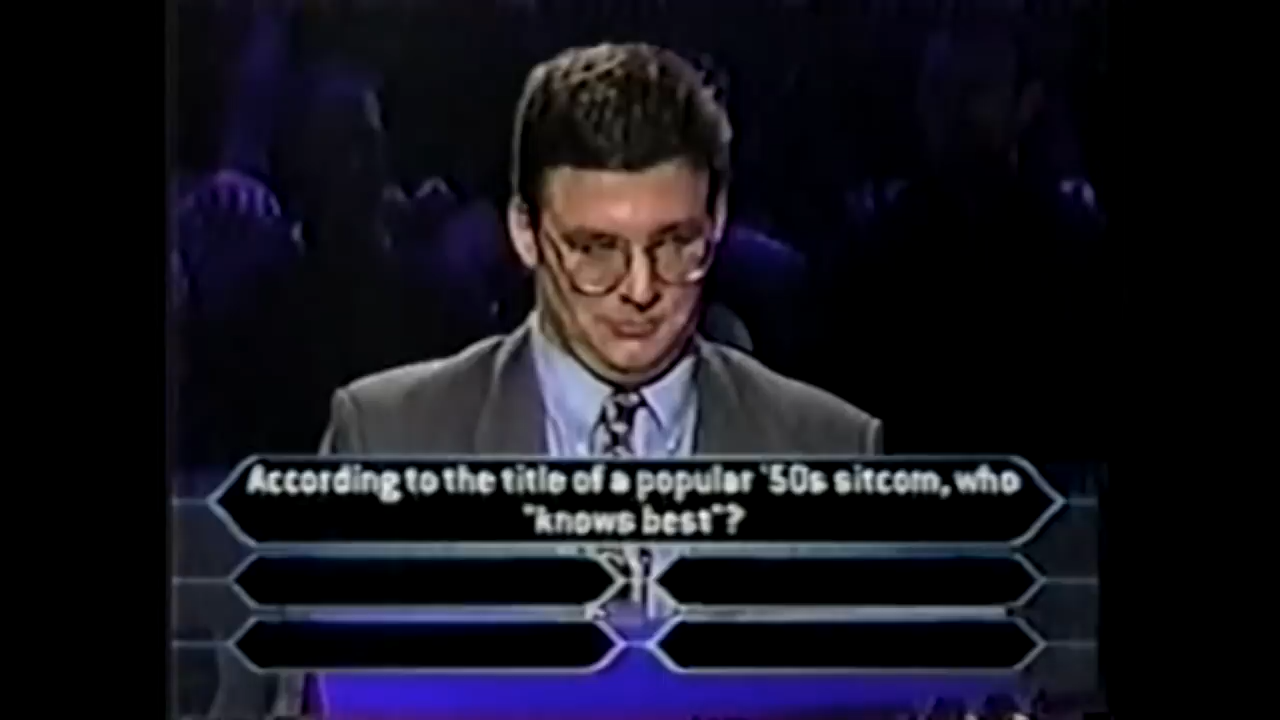 According to the title of a popular '50s sitcom, who
"knows best"?